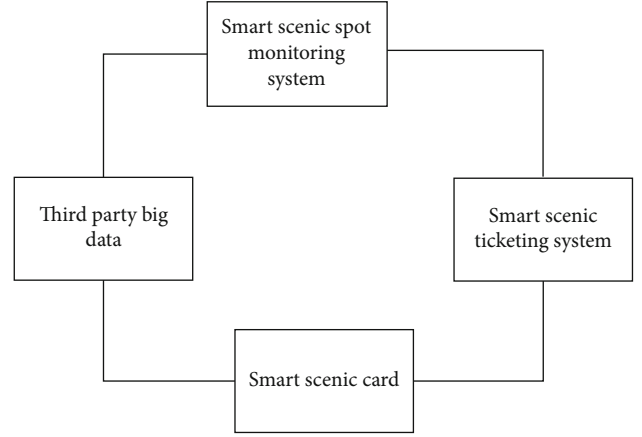 Smart scenic spot
monitoring
system
Third party big
data
Smart scenic
ticketing system
Smart scenic card